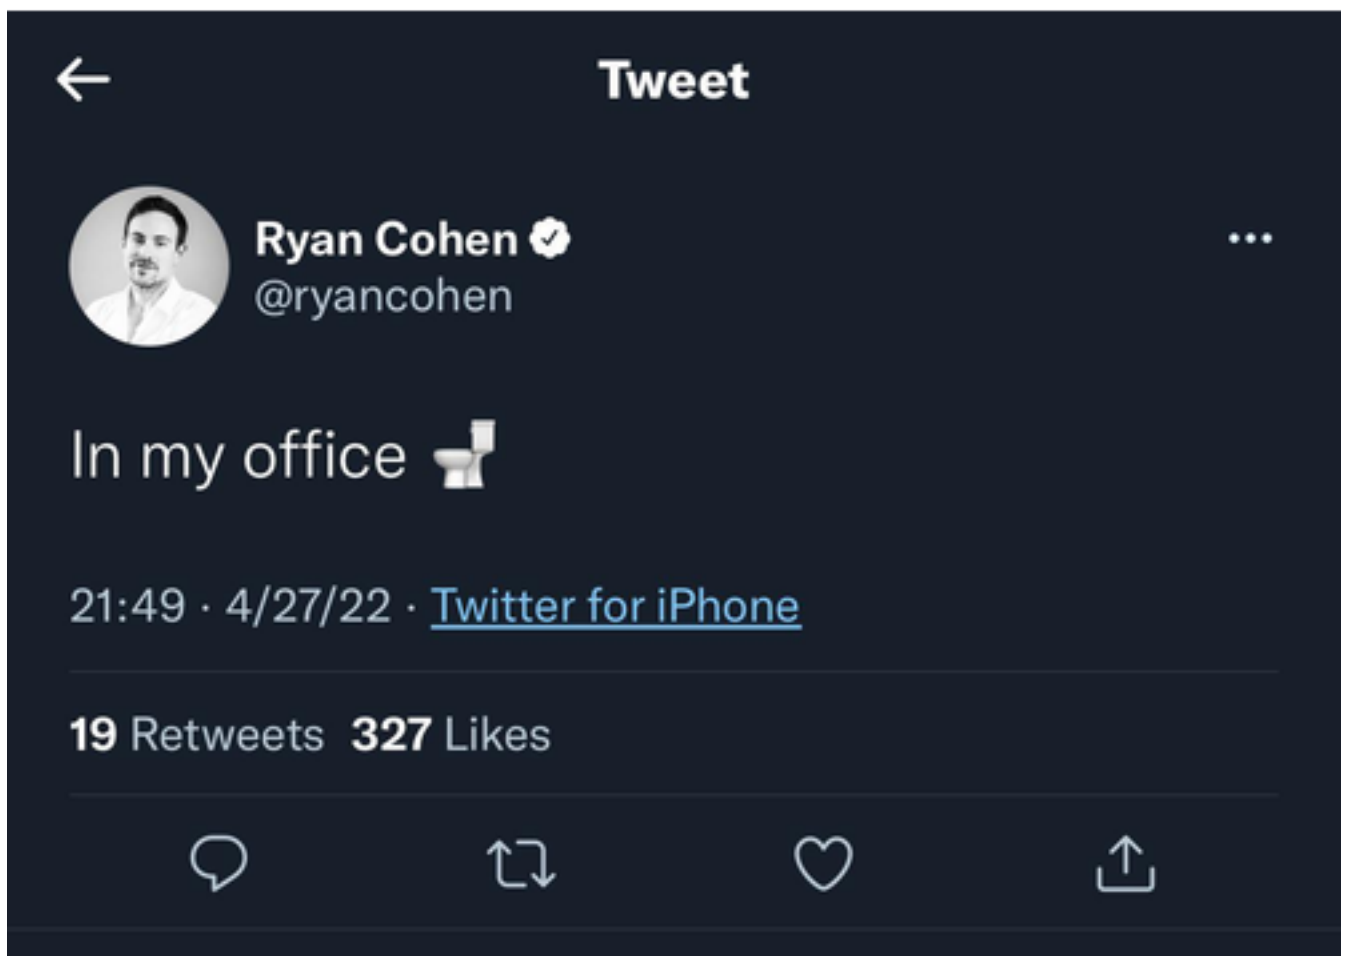 Tweet
Ryan Cohen
@ryancohen
In my office 🚽
21:49 · 4/27/22 · Twitter for iPhone
19 Retweets 327 Likes